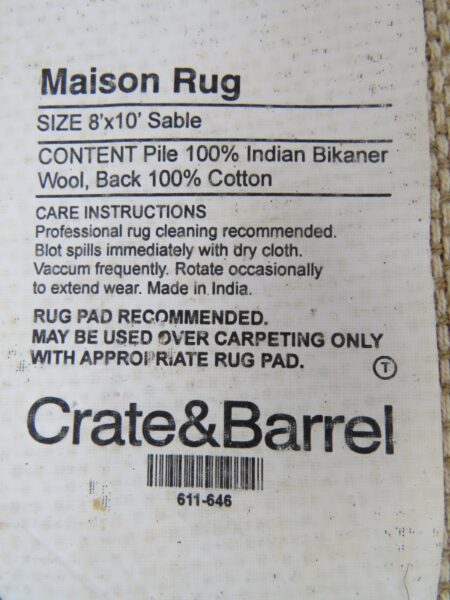 Maison Rug
SIZE 8'x10' Sable
CONTENT Pile 100% Indian Bikaner
Wool, Back 100% Cotton
CARE INSTRUCTIONS
Professional rug cleaning recommended.
Blot spills immediately with dry cloth.
Vaccum frequently. Rotate occasionally
to extend wear. Made in India.
RUG PAD RECOMMENDED.
MAY BE USED OVER CARPETING ONLY
WITH APPROPRIATE RUG PAD.
T
Crate&Barrel
611-646